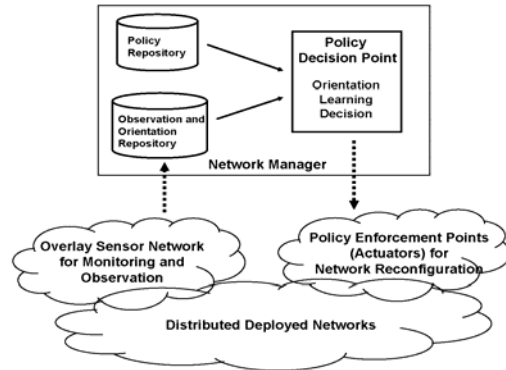 Policy
Repository
Policy
Decision Point
Orientation
Learning
Decision
Observation and
Orientation
Repository
Network Manager
Overlay Sensor Network
for Monitoring and
Observation
Policy Enforcement Points
(Actuators) for
Network Reconfiguration
Distributed Deployed Networks